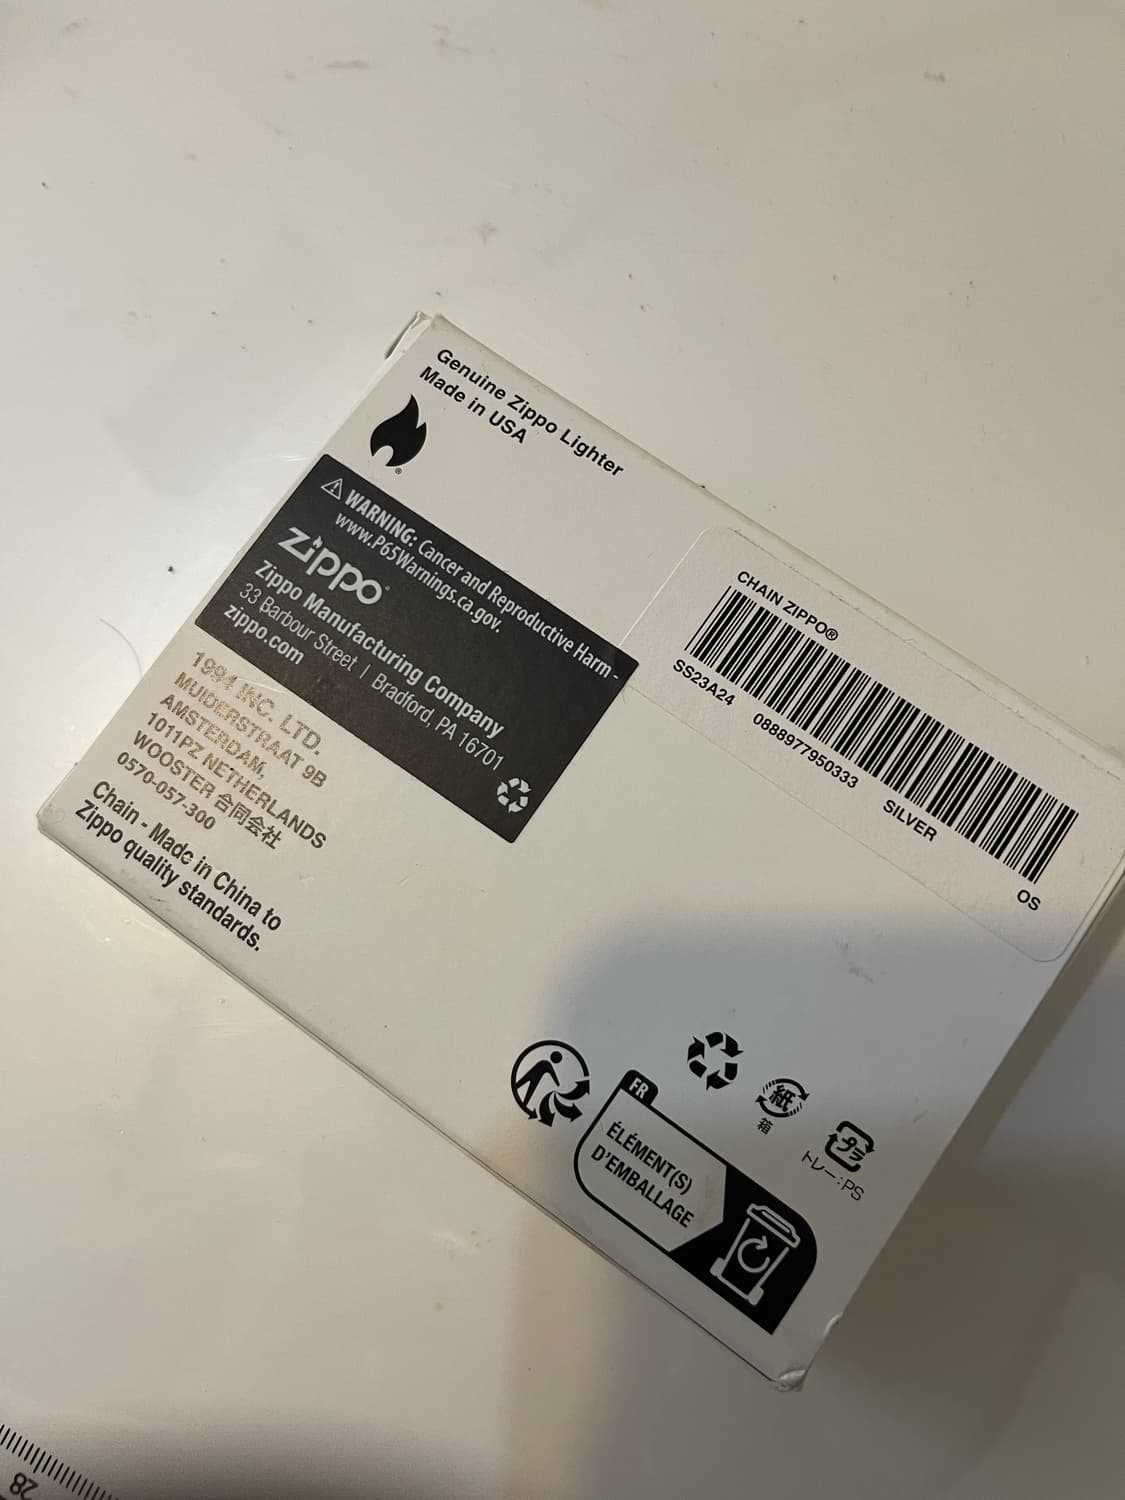 Genuine Zippo Lighter
Made in USA
®
WARNING: Cancer and Reproductive Harm -
www.P65Warnings.ca.gov.
Zippo
Zippo Manufacturing Company
33 Barbour Street | Bradford, PA 16701
zippo.com
1994 INC. LTD.
MUIDERSTRAAT 9B
AMSTERDAM,
1011PZ NETHERLANDS
WOOSTER 合同会社
0570-057-300
Chain - Made in China to
Zippo quality standards.
CHAIN ZIPPO®
SS23A24 0888977950333 SILVER OS
FR
ÉLÉMENT(S)
D'EMBALLAGE
紙
箱
プラ
トレー:PS
28